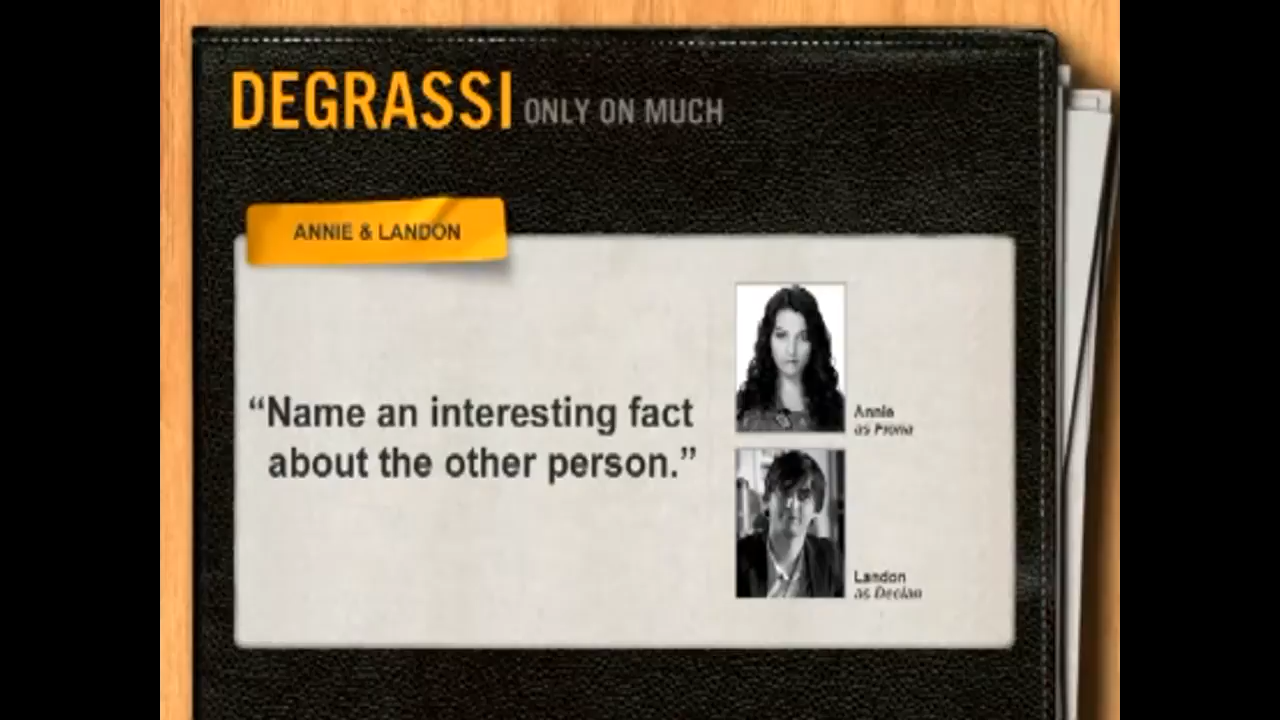 DEGRASSI ONLY ON MUCH
ANNIE & LANDON
“Name an interesting fact
about the other person.”
Annie
as Fiona
Landon
as Declan